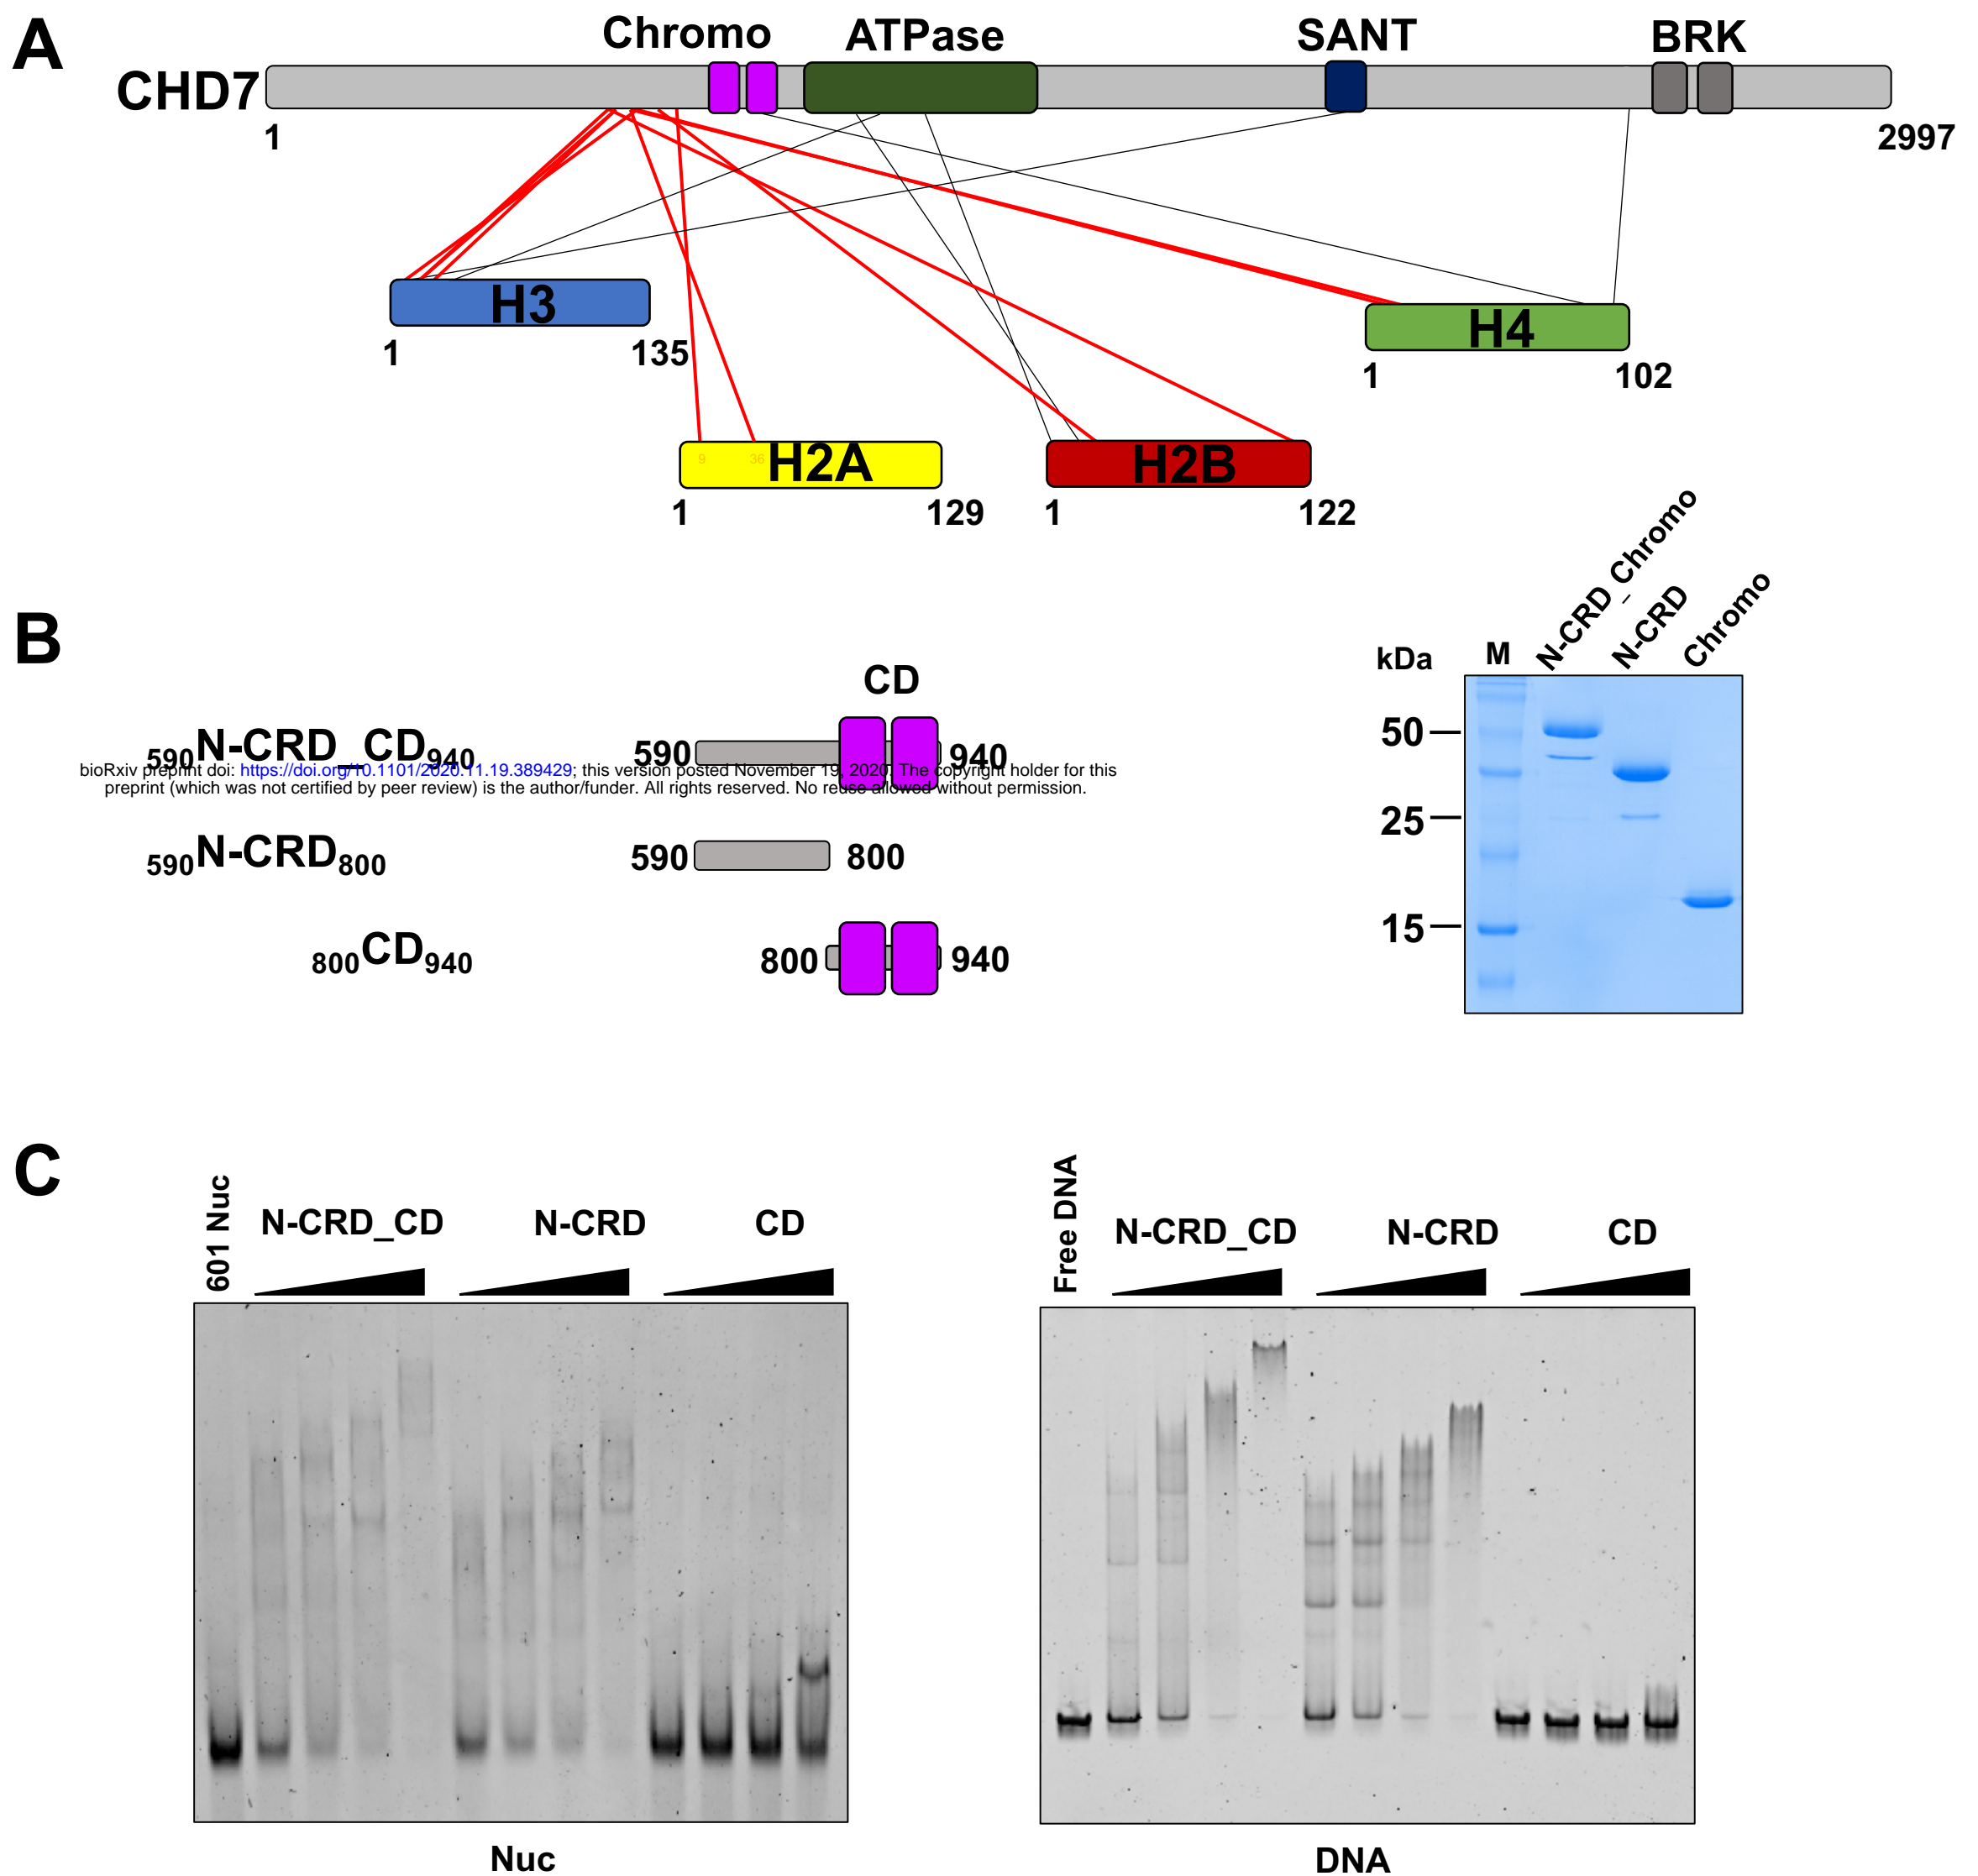 A
Chromo ATPase SANT BRK
CHD7
1 2997
H3
1 135
H4
1 102
9 36 H2A
1 129
H2B
1 122
B
CD
590N-CRD_CD940 590 940
bioRxiv preprint doi: https://doi.org/10.1101/2020.11.19.389429; this version posted November 19, 2020. The copyright holder for this
preprint (which was not certified by peer review) is the author/funder. All rights reserved. No reuse allowed without permission.
590N-CRD800 590 800
800CD940 800 940
kDa M N-CRD_Chromo N-CRD Chromo
50
25
15
C
601 Nuc N-CRD_CD N-CRD CD
Nuc
Free DNA N-CRD_CD N-CRD CD
DNA